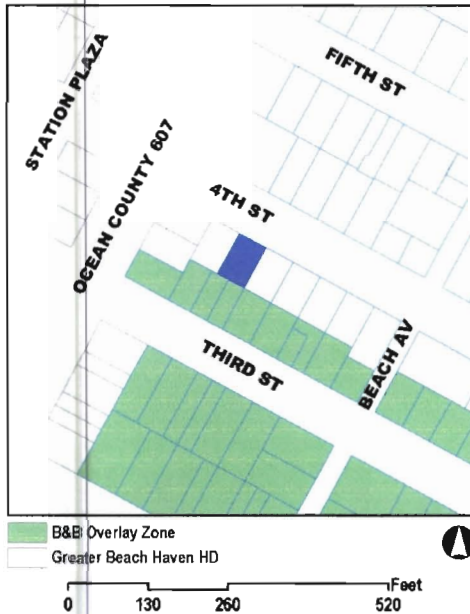 FIFTH ST
STATION PLAZA
OCEAN COUNTY 607
4TH ST
THIRD ST
BEACH AV
B&B Overlay Zone
Greater Beach Haven HD
Feet
0 130 260 520